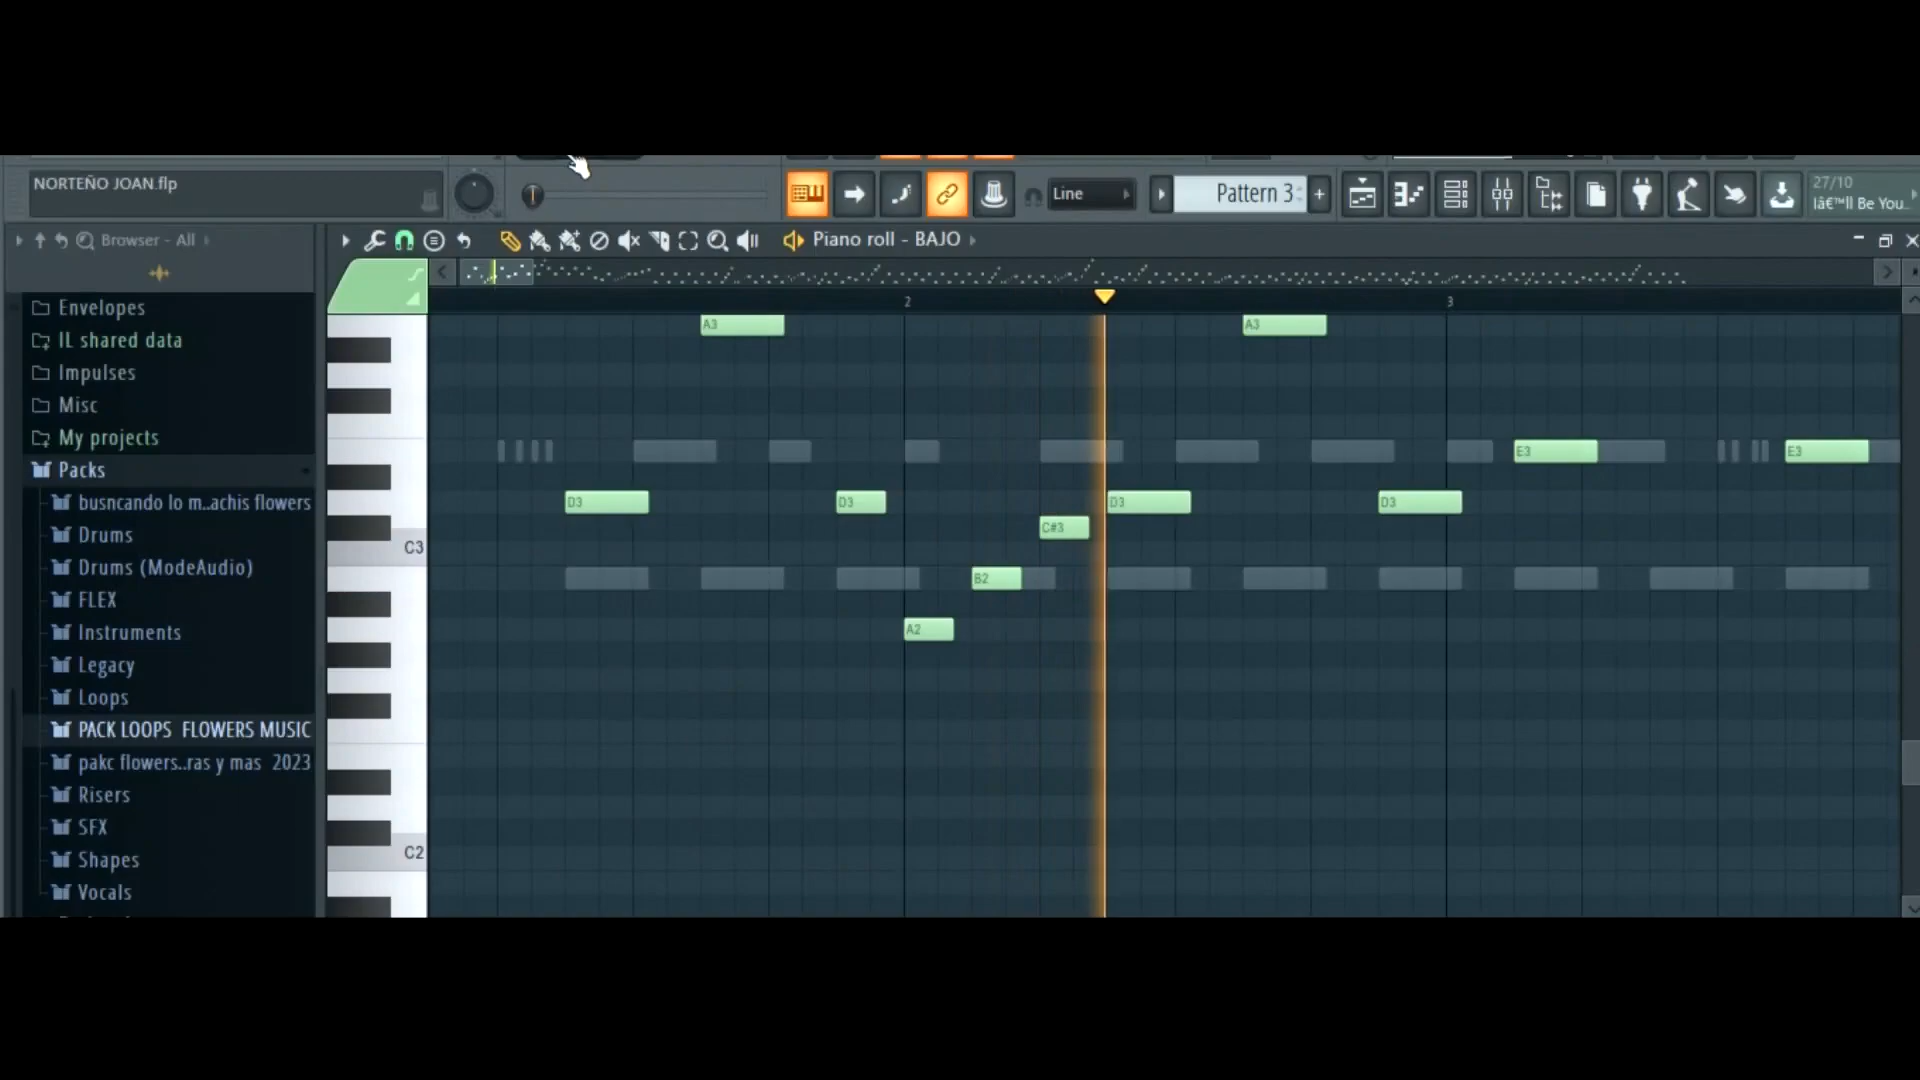 NORTEÑO JOAN.flp
Line
Pattern 3
+
27/10
Iâ€™ll Be You..
Browser - All
Piano roll - BAJO
2
3
Envelopes
IL shared data
Impulses
Misc
My projects
Packs
busncando lo m..achis flowers
Drums
Drums (ModeAudio)
FLEX
Instruments
Legacy
Loops
PACK LOOPS FLOWERS MUSIC
pakc flowers..ras y mas 2023
Risers
SFX
Shapes
Vocals
C3
C2
A3
A3
E3
E3
D3
D3
D3
D3
C#3
B2
A2